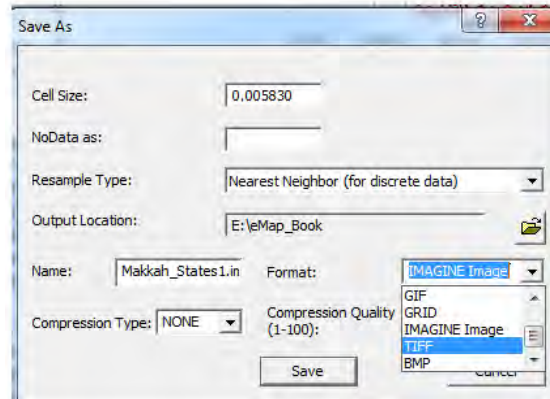 Save As
Cell Size: 0.005830
NoData as:
Resample Type: Nearest Neighbor (for discrete data)
Output Location: E:\eMap_Book
Name: Makkah_States1.in Format: IMAGINE Image
GIF
GRID
IMAGINE Image
TIFF
BMP
Compression Type: NONE Compression Quality
(1-100):
Save Cancel